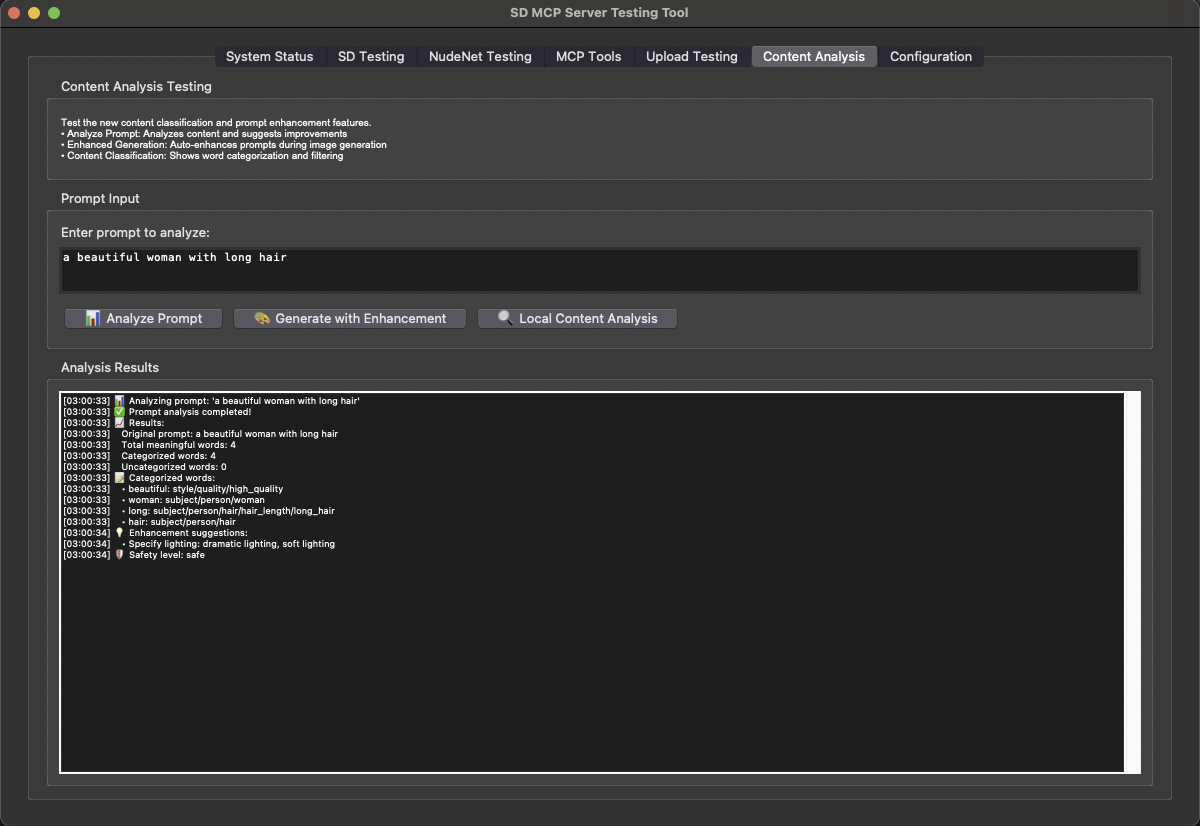 SD MCP Server Testing Tool
System Status SD Testing NudeNet Testing MCP Tools Upload Testing Content Analysis Configuration
Content Analysis Testing
Test the new content classification and prompt enhancement features.
• Analyze Prompt: Analyzes content and suggests improvements
• Enhanced Generation: Auto-enhances prompts during image generation
• Content Classification: Shows word categorization and filtering
Prompt Input
Enter prompt to analyze:
a beautiful woman with long hair
📊 Analyze Prompt 🎨 Generate with Enhancement 🔍 Local Content Analysis
Analysis Results
[03:00:33] 📊 Analyzing prompt: 'a beautiful woman with long hair'
[03:00:33] ✅ Prompt analysis completed!
[03:00:33] 📈 Results:
[03:00:33] Original prompt: a beautiful woman with long hair
[03:00:33] Total meaningful words: 4
[03:00:33] Categorized words: 4
[03:00:33] Uncategorized words: 0
[03:00:33] 📝 Categorized words:
[03:00:33] • beautiful: style/quality/high_quality
[03:00:33] • woman: subject/person/woman
[03:00:33] • long: subject/person/hair/hair_length/long_hair
[03:00:33] • hair: subject/person/hair
[03:00:34] 💡 Enhancement suggestions:
[03:00:34] • Specify lighting: dramatic lighting, soft lighting
[03:00:34] 🛡️ Safety level: safe